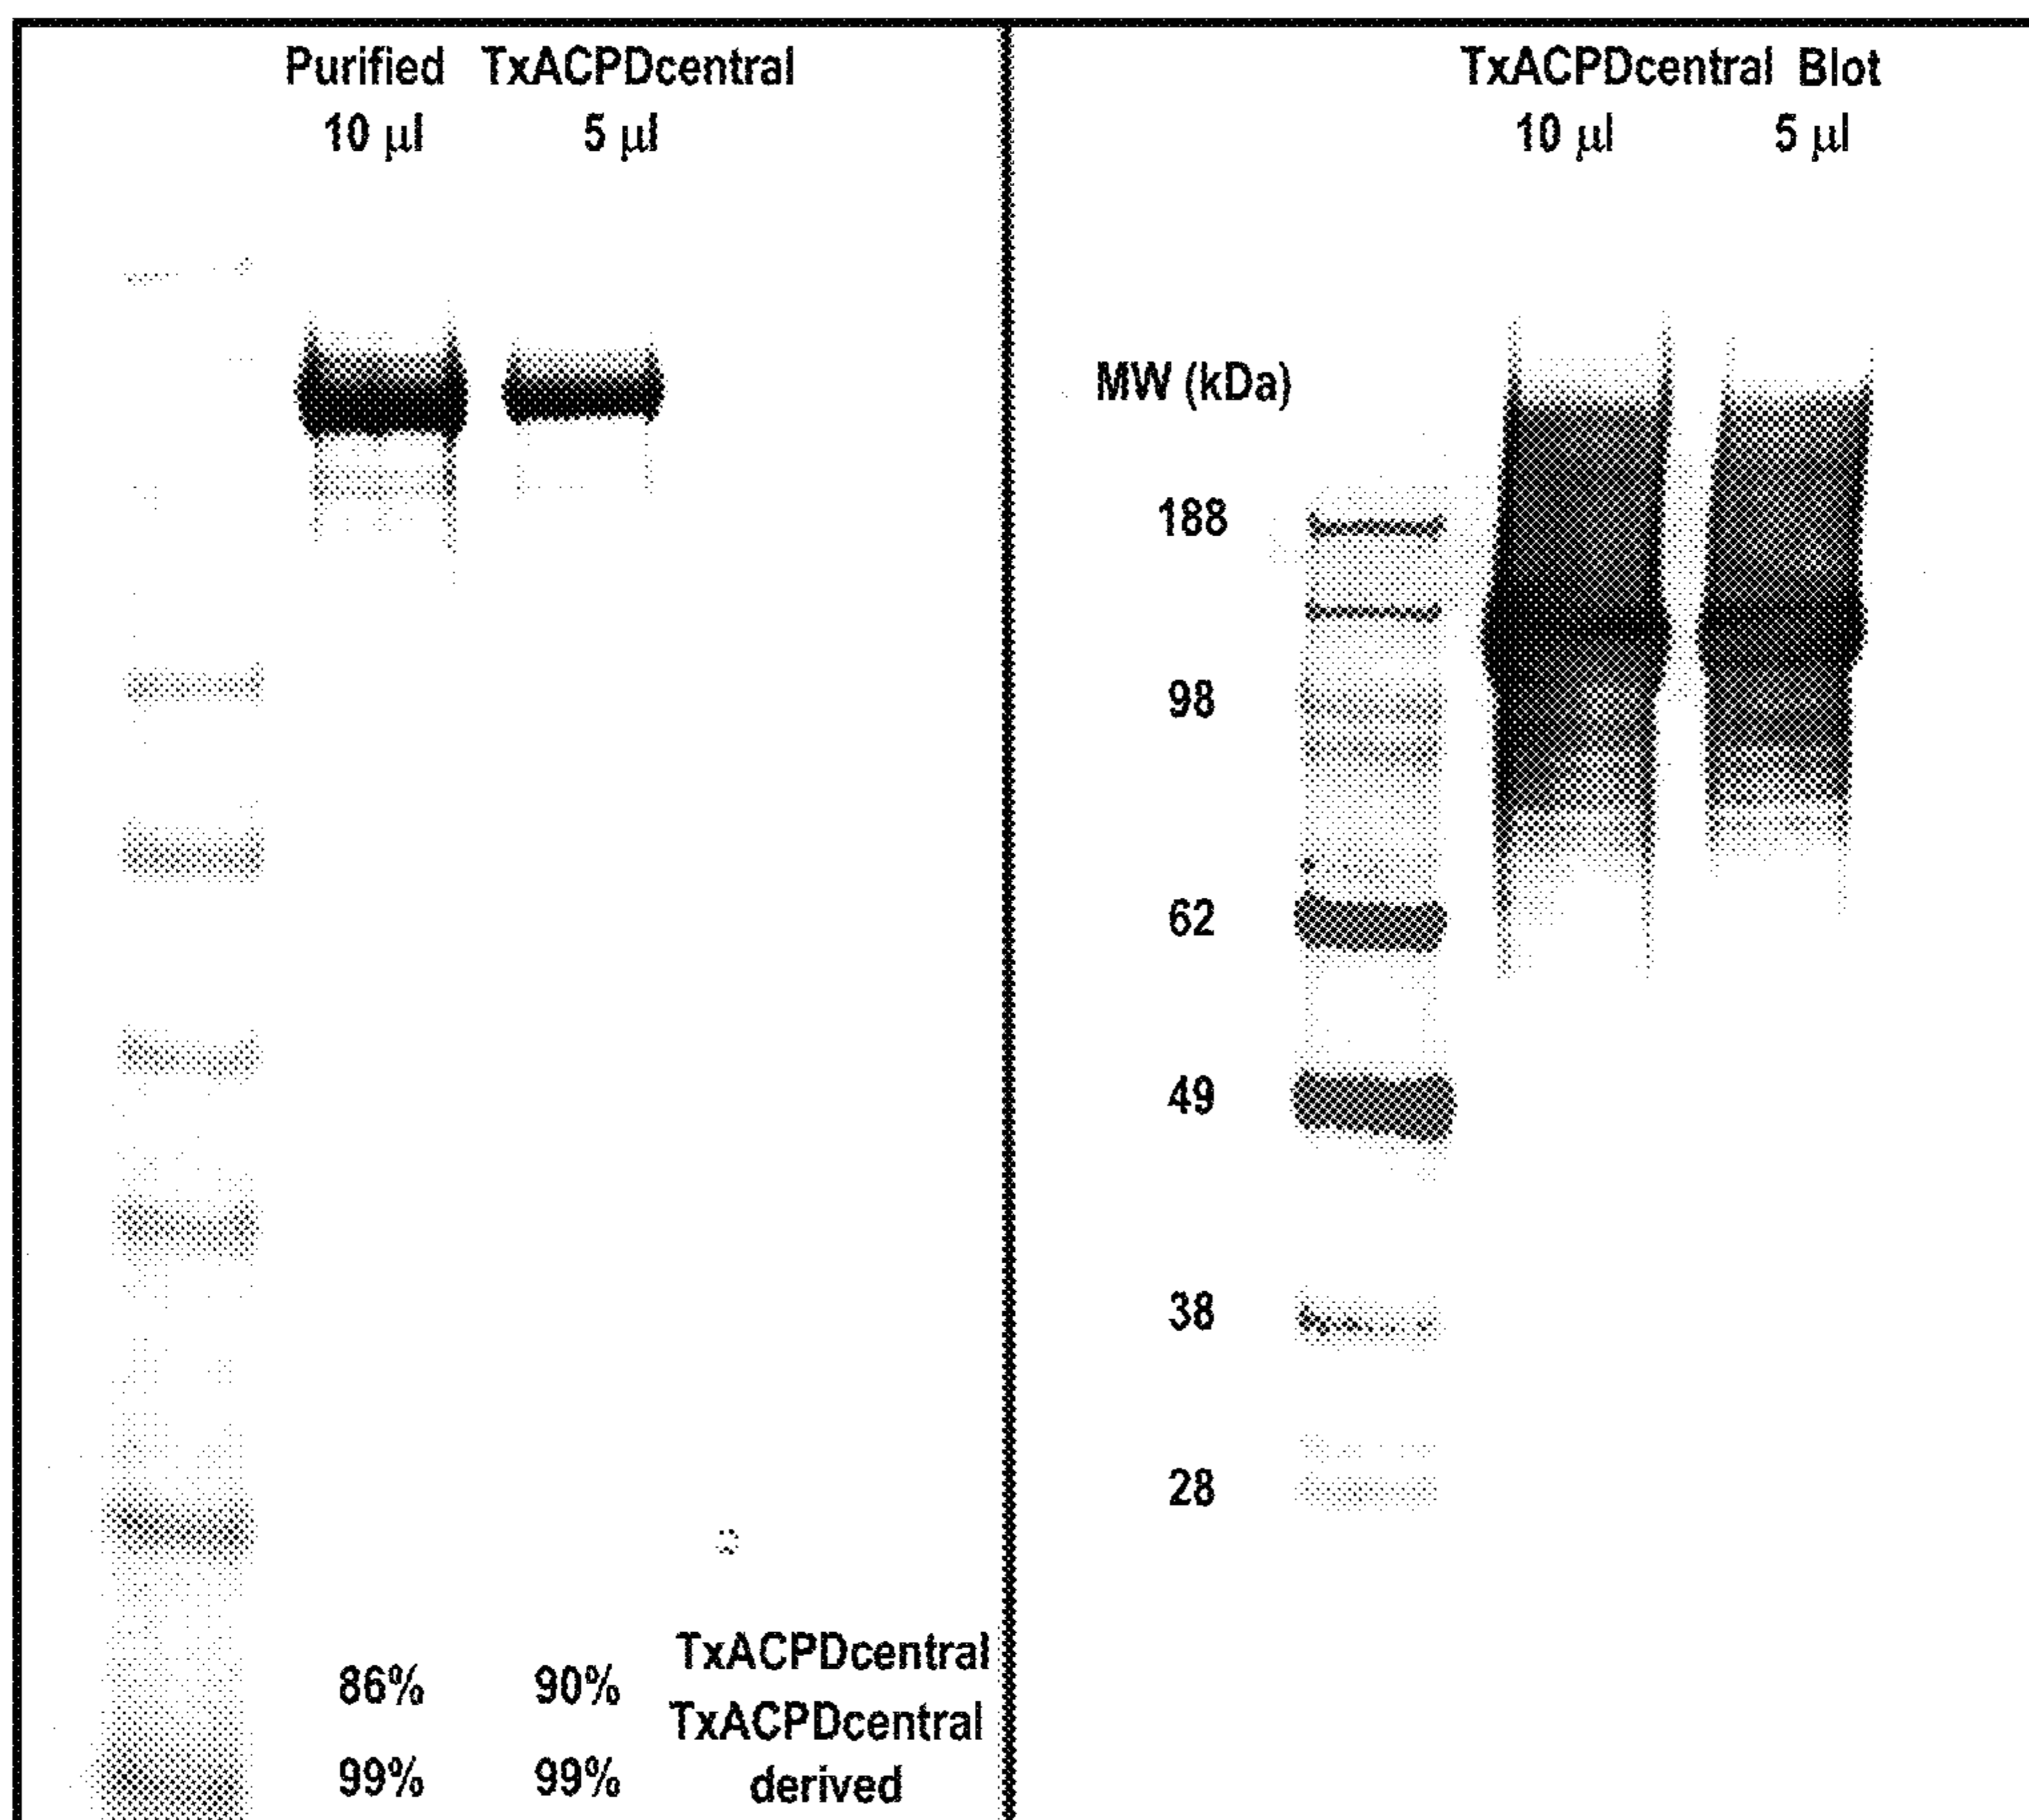 Purified TxACPDcentral
10 µl 5 µl
TxACPDcentral Blot
10 µl 5 µl
MW (kDa)
188
98
62
49
38
28
TxACPDcentral
86% 90%
TxACPDcentral
99% 99% derived